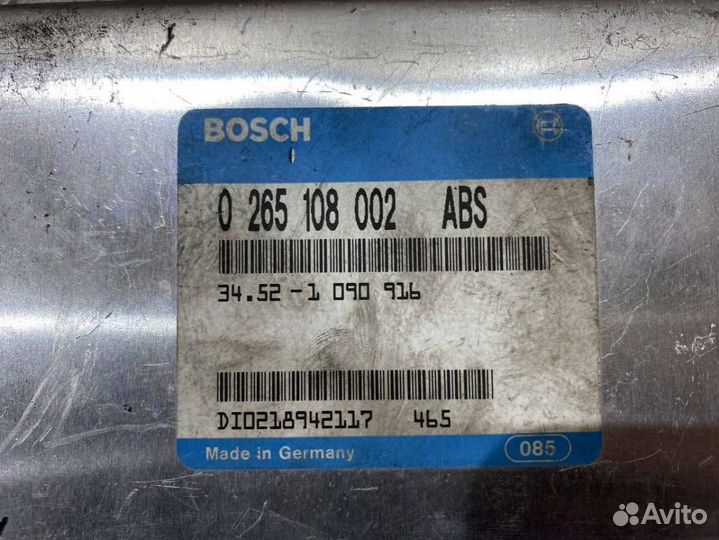 BOSCH
0 265 108 002 ABS
34.52-1 090 916
DI0218942117 465
Made in Germany 085
Avito